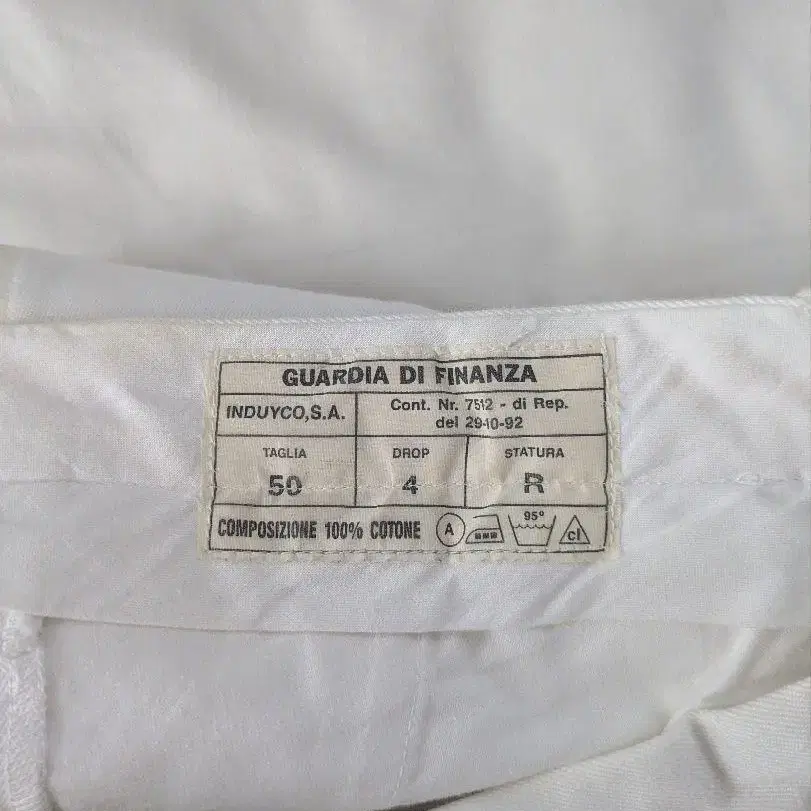 GUARDIA DI FINANZA
INDUYCO,S.A.
Cont. Nr. 7512 - di Rep.
del 29-10-92
TAGLIA
50
DROP
4
STATURA
R
COMPOSIZIONE 100% COTONE A 95° cl